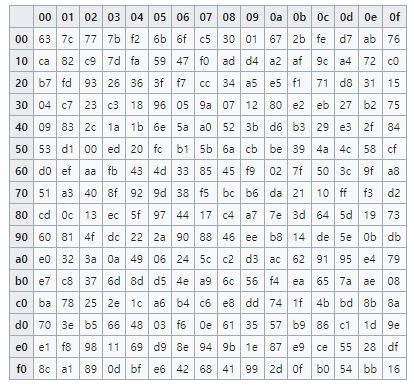 00 01 02 03 04 05 06 07 08 09 0a 0b 0c 0d 0e 0f
00 63 7c 77 7b f2 6b 6f c5 30 01 67 2b fe d7 ab 76
10 ca 82 c9 7d fa 59 47 f0 ad d4 a2 af 9c a4 72 c0
20 b7 fd 93 26 36 3f f7 cc 34 a5 e5 f1 71 d8 31 15
30 04 c7 23 c3 18 96 05 9a 07 12 80 e2 eb 27 b2 75
40 09 83 2c 1a 1b 6e 5a a0 52 3b d6 b3 29 e3 2f 84
50 53 d1 00 ed 20 fc b1 5b 6a cb be 39 4a 4c 58 cf
60 d0 ef aa fb 43 4d 33 85 45 f9 02 7f 50 3c 9f a8
70 51 a3 40 8f 92 9d 38 f5 bc b6 da 21 10 ff f3 d2
80 cd 0c 13 ec 5f 97 44 17 c4 a7 7e 3d 64 5d 19 73
90 60 81 4f dc 22 2a 90 88 46 ee b8 14 de 5e 0b db
a0 e0 32 3a 0a 49 06 24 5c c2 d3 ac 62 91 95 e4 79
b0 e7 c8 37 6d 8d d5 4e a9 6c 56 f4 ea 65 7a ae 08
c0 ba 78 25 2e 1c a6 b4 c6 e8 dd 74 1f 4b bd 8b 8a
d0 70 3e b5 66 48 03 f6 0e 61 35 57 b9 86 c1 1d 9e
e0 e1 f8 98 11 69 d9 8e 94 9b 1e 87 e9 ce 55 28 df
f0 8c a1 89 0d bf e6 42 68 41 99 2d 0f b0 54 bb 16